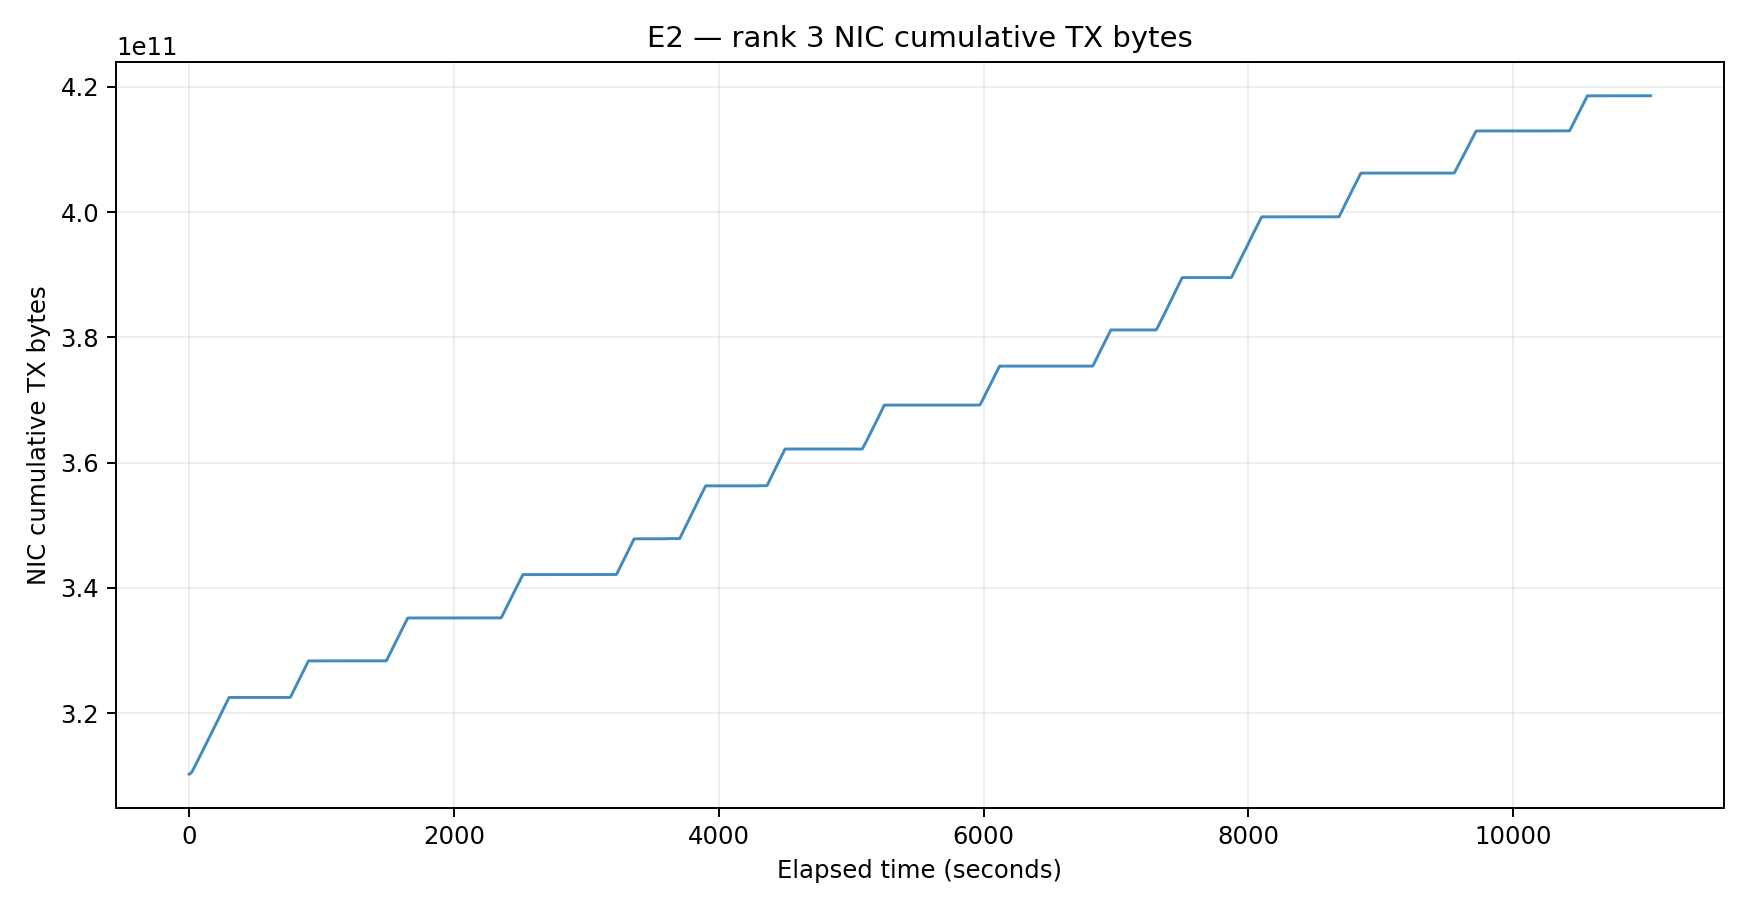 E2 — rank 3 NIC cumulative TX bytes
1e11
4.2
4.0
3.8
3.6
3.4
3.2
NIC cumulative TX bytes
0 2000 4000 6000 8000 10000
Elapsed time (seconds)